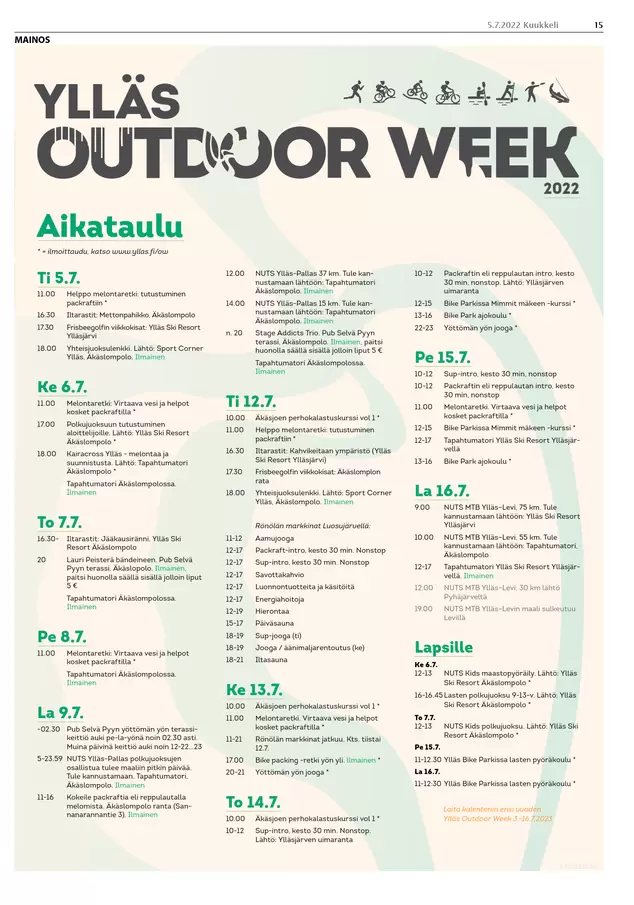 5.7.2022 Kuukkeli 15
MAINOS
YLLÄS
OUTDOOR WEEK
2022
Aikataulu
* = ilmoittaudu, katso www.yllas.fi/ow
Ti 5.7.
11.00 Helppo melontaretki: tutustuminen
packraftiin *
16.30 Iltarastit: Mettonpahikko, Äkäslompolo
17.30 Frisbeegolfin viikkokisat: Ylläs Ski Resort
Ylläsjärvi
18.00 Yhteisjuoksulenkki. Lähtö: Sport Corner
Ylläs, Äkäslompolo. Ilmainen
Ke 6.7.
11.00 Melontaretki: Virtaava vesi ja helpot
kosket packraftilla *
17.00 Polkujuoksuun tutustuminen
aloittelijoille. Lähtö: Ylläs Ski Resort
Äkäslompolo *
18.00 Kairacross Ylläs - melontaa ja
suunnistusta. Lähtö: Tapahtumatori
Äkäslompolo *
Tapahtumatori Äkäslompolossa.
Ilmainen
To 7.7.
16.30- Iltarastit: Jääkausiränni. Ylläs Ski
Resort Äkäslompolo
20 Lauri Peisterä bändeineen. Pub Selvä
Pyyn terassi. Äkäslopolo. Ilmainen,
paitsi huonolla säällä sisällä jolloin liput
5 €
Tapahtumatori Äkäslompolossa.
Ilmainen
Pe 8.7.
11.00 Melontaretki: Virtaava vesi ja helpot
kosket packraftilla *
Tapahtumatori Äkäslompolossa.
Ilmainen
La 9.7.
-02.30 Pub Selvä Pyyn yöttömän yön terassi-
keittiö auki pe-la-yönä noin 02.30 asti.
Muina päivinä keittiö auki noin 12-22...23
5-23.59 NUTS Ylläs-Pallas polkujuoksujen
osallistua tulee maaliin pitkin päivää.
Tule kannustamaan. Tapahtumatori,
Äkäslompolo. Ilmainen
11-16 Kokeile packraftia eli reppulautalla
melomista. Äkäslompolo ranta (San-
nanrannantie 3). Ilmainen
12.00 NUTS Ylläs-Pallas 37 km. Tule kan-
nustamaan lähtöön: Tapahtumatori
Äkäslompolo. Ilmainen
14.00 NUTS Ylläs-Pallas 15 km. Tule kan-
nustamaan lähtöön: Tapahtumatori
Äkäslompolo. Ilmainen
n. 20 Stage Addicts Trio. Pub Selvä Pyyn
terassi, Äkäslompolo. Ilmainen, paitsi
huonolla säällä sisällä jolloin liput 5 €
Tapahtumatori Äkäslompolossa.
Ilmainen
Ti 12.7.
10.00 Äkäsjoen perhokalastuskurssi vol 1 *
11.00 Helppo melontaretki: tutustuminen
packraftiin *
16.30 Iltarastit: Kahvikeitaan ympäristö (Ylläs
Ski Resort Ylläsjärvi)
17.30 Frisbeegolfin viikkokisat: Äkäslomplon
rata
18.00 Yhteisjuoksulenkki. Lähtö: Sport Corner
Ylläs, Äkäslompolo. Ilmainen
Rönölän markkinat Luosujärvellä:
11-12 Aamujooga
12-17 Packraft-intro, kesto 30 min. Nonstop
12-17 Sup-intro, kesto 30 min. Nonstop
12-17 Savottakahvio
12-17 Luonnontuotteita ja käsitöitä
12-17 Energiahoitoja
12-19 Hierontaa
15-17 Päiväsauna
18-19 Sup-jooga (ti)
18-19 Jooga / äänimaljarentoutus (ke)
18-21 Iltasauna
Ke 13.7.
10.00 Äkäsjoen perhokalastuskurssi vol 1 *
11.00 Melontaretki. Virtaava vesi ja helpot
kosket packraftilla *
11-21 Rönölän markkinat jatkuu. Kts. tiistai
12.7.
17.00 Bike packing -retki yön yli. Ilmainen *
20-21 Yöttömän yön jooga *
To 14.7.
10.00 Äkäsjoen perhokalastuskurssi vol 1 *
10-12 Sup-intro, kesto 30 min. Nonstop.
Lähtö: Ylläsjärven uimaranta
10-12 Packraftin eli reppulautan intro, kesto
30 min, nonstop. Lähtö: Ylläsjärven
uimaranta
12-15 Bike Parkissa Mimmit mäkeen -kurssi *
13-16 Bike Park ajokoulu *
22-23 Yöttömän yön jooga *
Pe 15.7.
10-12 Sup-intro, kesto 30 min, nonstop
10-12 Packraftin eli reppulautan intro, kesto
30 min, nonstop
11.00 Melontaretki. Virtaava vesi ja helpot
kosket packraftilla *
12-15 Bike Parkissa Mimmit mäkeen -kurssi *
12-17 Tapahtumatori Ylläs Ski Resort Ylläsjär-
vellä
13-16 Bike Park ajokoulu *
La 16.7.
9.00 NUTS MTB Ylläs-Levi, 75 km. Tule
kannustamaan lähtöön: Ylläs Ski Resort
Ylläsjärvi
10.00 NUTS MTB Ylläs-Levi, 55 km. Tule
kannustamaan lähtöön: Tapahtumatori,
Äkäslompolo
12-17 Tapahtumatori Ylläs Ski Resort Ylläsjär-
vellä. Ilmainen
12.00 NUTS MTB Ylläs-Levi, 30 km lähtö
Pyhäjärveltä
19.00 NUTS MTB Ylläs-Levin maali sulkeutuu
Levillä
Lapsille
Ke 6.7.
12-13 NUTS Kids maastopyöräily. Lähtö: Ylläs
Ski Resort Äkäslompolo *
16-16.45 Lasten polkujuoksu 9-13-v. Lähtö: Ylläs
Ski Resort Äkäslompolo *
To 7.7.
12-13 NUTS Kids polkujuoksu. Lähtö: Ylläs Ski
Resort Äkäslompolo *
Pe 15.7.
11-12.30 Ylläs Bike Parkissa lasten pyöräkoulu *
La 16.7.
11-12:30 Ylläs Bike Parkissa lasten pyöräkoulu *
Laita kalenteriin ensi vuoden
Ylläs Outdoor Week 3.-16.7.2023